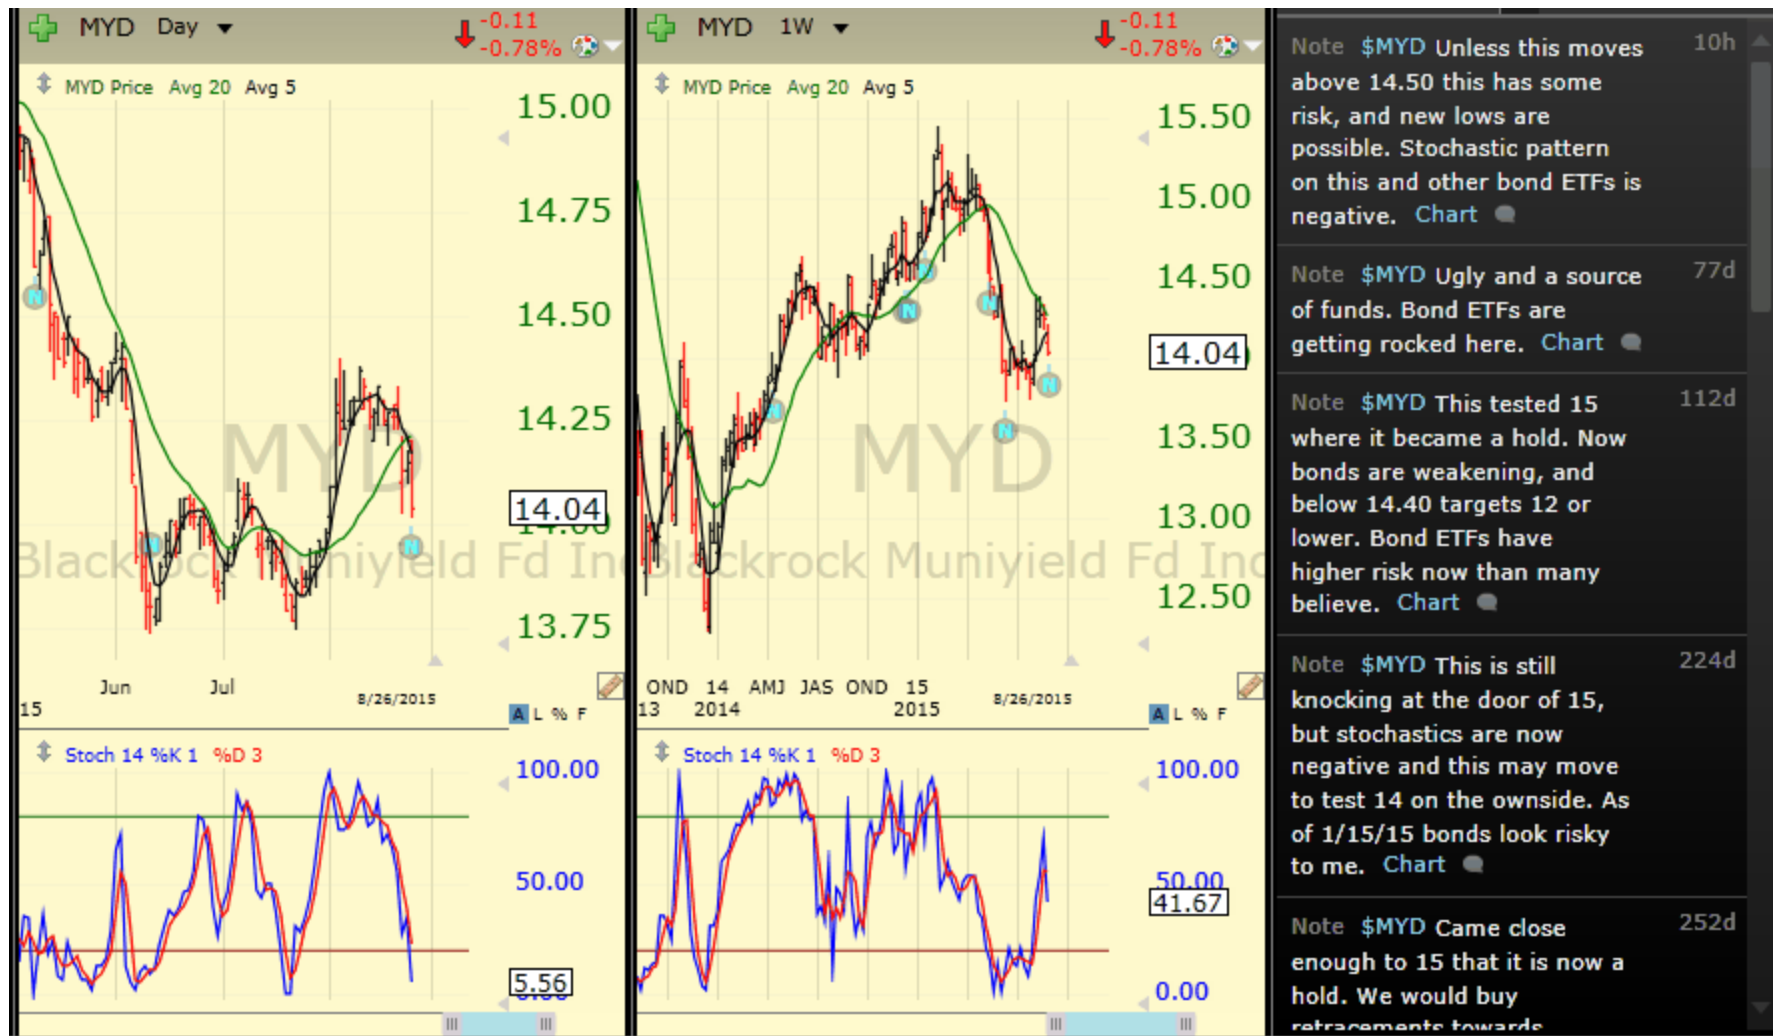 MYD Day
-0.11
-0.78%
MYD Price Avg 20 Avg 5
15.00
14.75
14.50
14.25
14.04
14.00
13.75
MYD
Blackrock Muniyield Fd Inc
Jun Jul 8/26/2015
15
A L % F
Stoch 14 %K 1 %D 3
100.00
50.00
5.56
0.00
MYD 1W
-0.11
-0.78%
MYD Price Avg 20 Avg 5
15.50
15.00
14.50
14.04
13.50
13.00
12.50
MYD
Blackrock Muniyield Fd Inc
OND 14 AMJ JAS OND 15 8/26/2015
13 2014 2015
A L % F
Stoch 14 %K 1 %D 3
100.00
50.00
41.67
0.00
N
N
N
N
N
N
N
N
N
Note $MYD Unless this moves 10h
above 14.50 this has some
risk, and new lows are
possible. Stochastic pattern
on this and other bond ETFs is
negative. Chart
Note $MYD Ugly and a source 77d
of funds. Bond ETFs are
getting rocked here. Chart
Note $MYD This tested 15 112d
where it became a hold. Now
bonds are weakening, and
below 14.40 targets 12 or
lower. Bond ETFs have
higher risk now than many
believe. Chart
Note $MYD This is still 224d
knocking at the door of 15,
but stochastics are now
negative and this may move
to test 14 on the ownside. As
of 1/15/15 bonds look risky
to me. Chart
Note $MYD Came close 252d
enough to 15 that it is now a
hold. We would buy
retracements towards